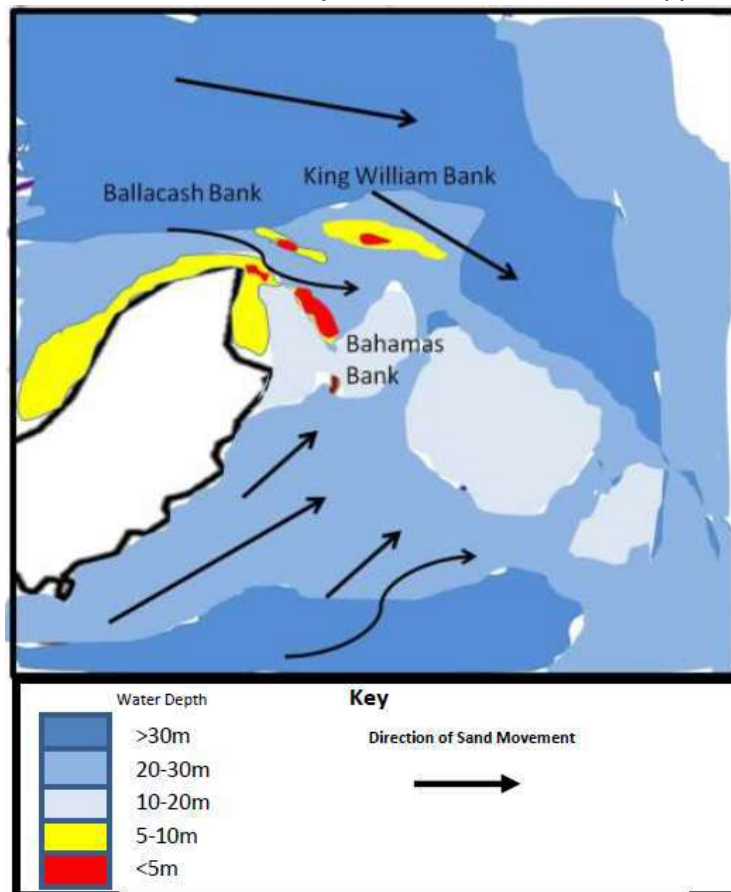 King William Bank
Ballacash Bank
Bahamas
Bank
Water Depth
Key
>30m
Direction of Sand Movement
20-30m
10-20m
5-10m
<5m